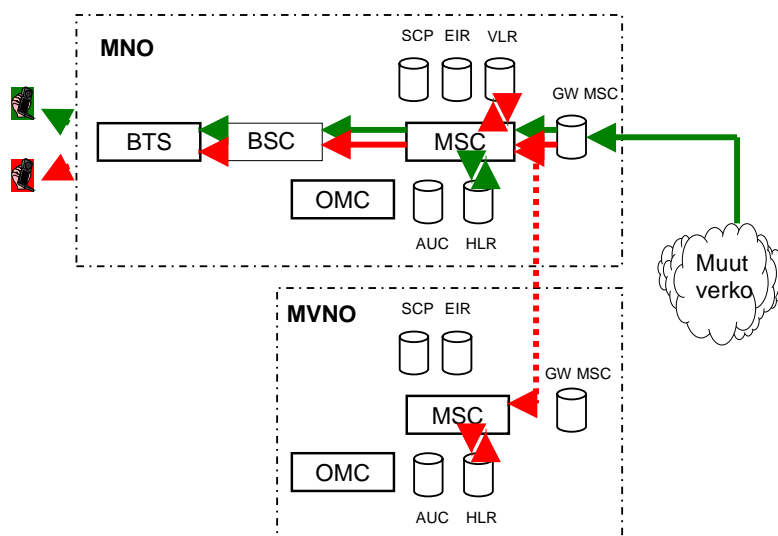 MNO
SCP EIR VLR
GW MSC
BTS
BSC
MSC
OMC
AUC HLR
Muut
verko
MVNO
SCP EIR
GW MSC
MSC
OMC
AUC HLR